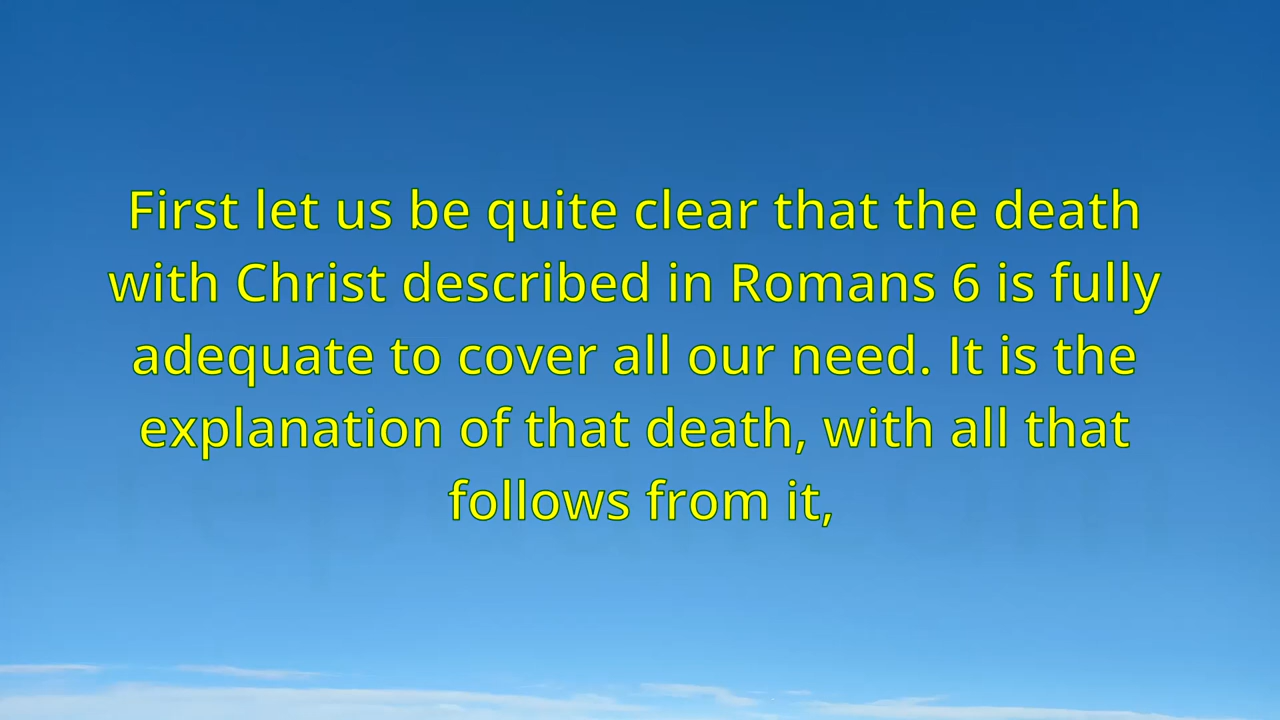 First let us be quite clear that the death
with Christ described in Romans 6 is fully
adequate to cover all our need. It is the
explanation of that death, with all that
follows from it,